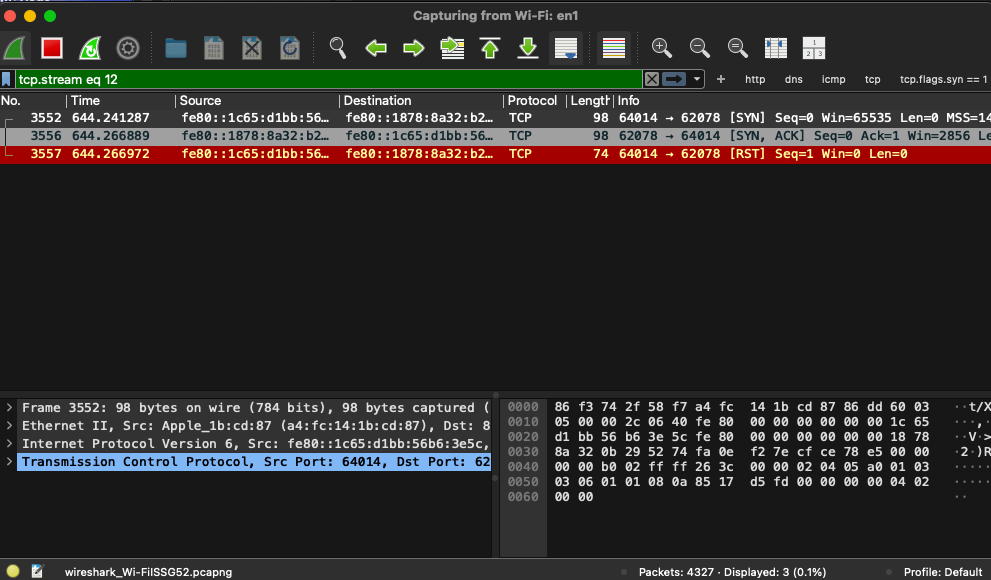 Capturing from Wi-Fi: en1
tcp.stream eq 12
+ http dns icmp tcp tcp.flags.syn == 1
No. Time Source Destination Protocol Length Info
3552 644.241287 fe80::1c65:d1bb:56… fe80::1878:8a32:b2… TCP 98 64014 → 62078 [SYN] Seq=0 Win=65535 Len=0 MSS=14
3556 644.266889 fe80::1878:8a32:b2… fe80::1c65:d1bb:56… TCP 98 62078 → 64014 [SYN, ACK] Seq=0 Ack=1 Win=2856 Le
3557 644.266972 fe80::1c65:d1bb:56… fe80::1878:8a32:b2… TCP 74 64014 → 62078 [RST] Seq=1 Win=0 Len=0
Frame 3552: 98 bytes on wire (784 bits), 98 bytes captured (
Ethernet II, Src: Apple_1b:cd:87 (a4:fc:14:1b:cd:87), Dst: 8
Internet Protocol Version 6, Src: fe80::1c65:d1bb:56b6:3e5c,
Transmission Control Protocol, Src Port: 64014, Dst Port: 62
0000 86 f3 74 2f 58 f7 a4 fc 14 1b cd 87 86 dd 60 03 ··t/X
0010 05 00 00 2c 06 40 fe 80 00 00 00 00 00 00 1c 65 ···,·
0020 d1 bb 56 b6 3e 5c fe 80 00 00 00 00 00 00 18 78 ··V·>
0030 8a 32 0b 29 52 74 fa 0e f2 7e cf ce 78 e5 00 00 ·2·)R
0040 00 00 b0 02 ff ff 26 3c 00 00 02 04 05 a0 01 03 ·····
0050 03 06 01 01 08 0a 85 17 d5 fd 00 00 00 00 04 02 ·····
0060 00 00 ··
wireshark_Wi-FiISSG52.pcapng
Packets: 4327 · Displayed: 3 (0.1%)
Profile: Default